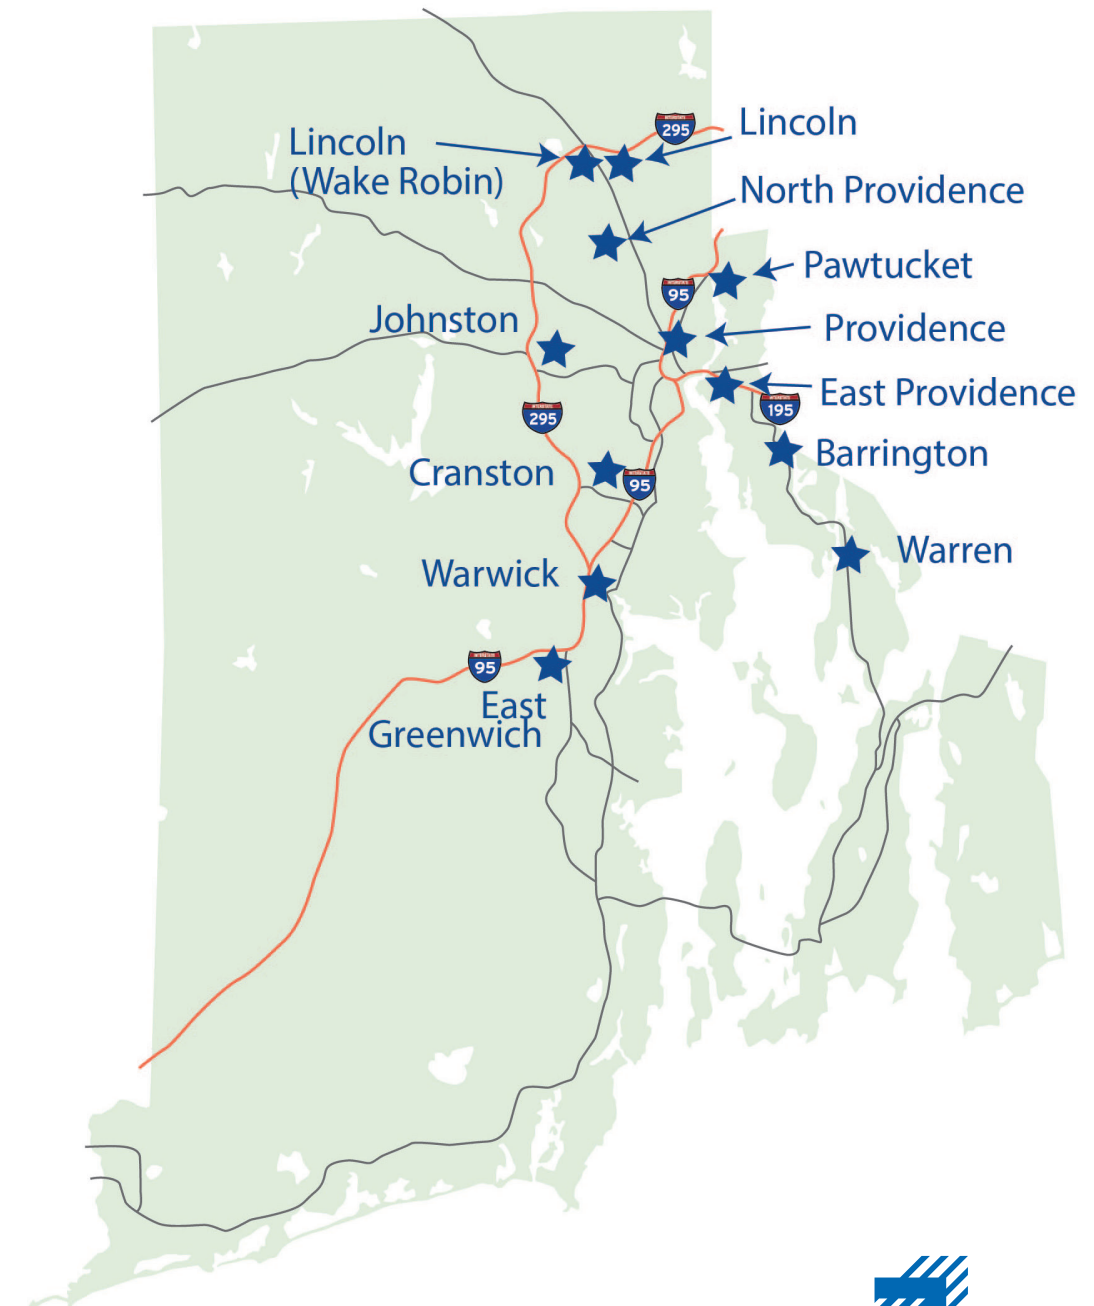 295
Lincoln
Lincoln
(Wake Robin)
North Providence
Pawtucket
95
Johnston
Providence
East Providence
195
295
Barrington
Cranston
95
Warren
Warwick
95
East
Greenwich